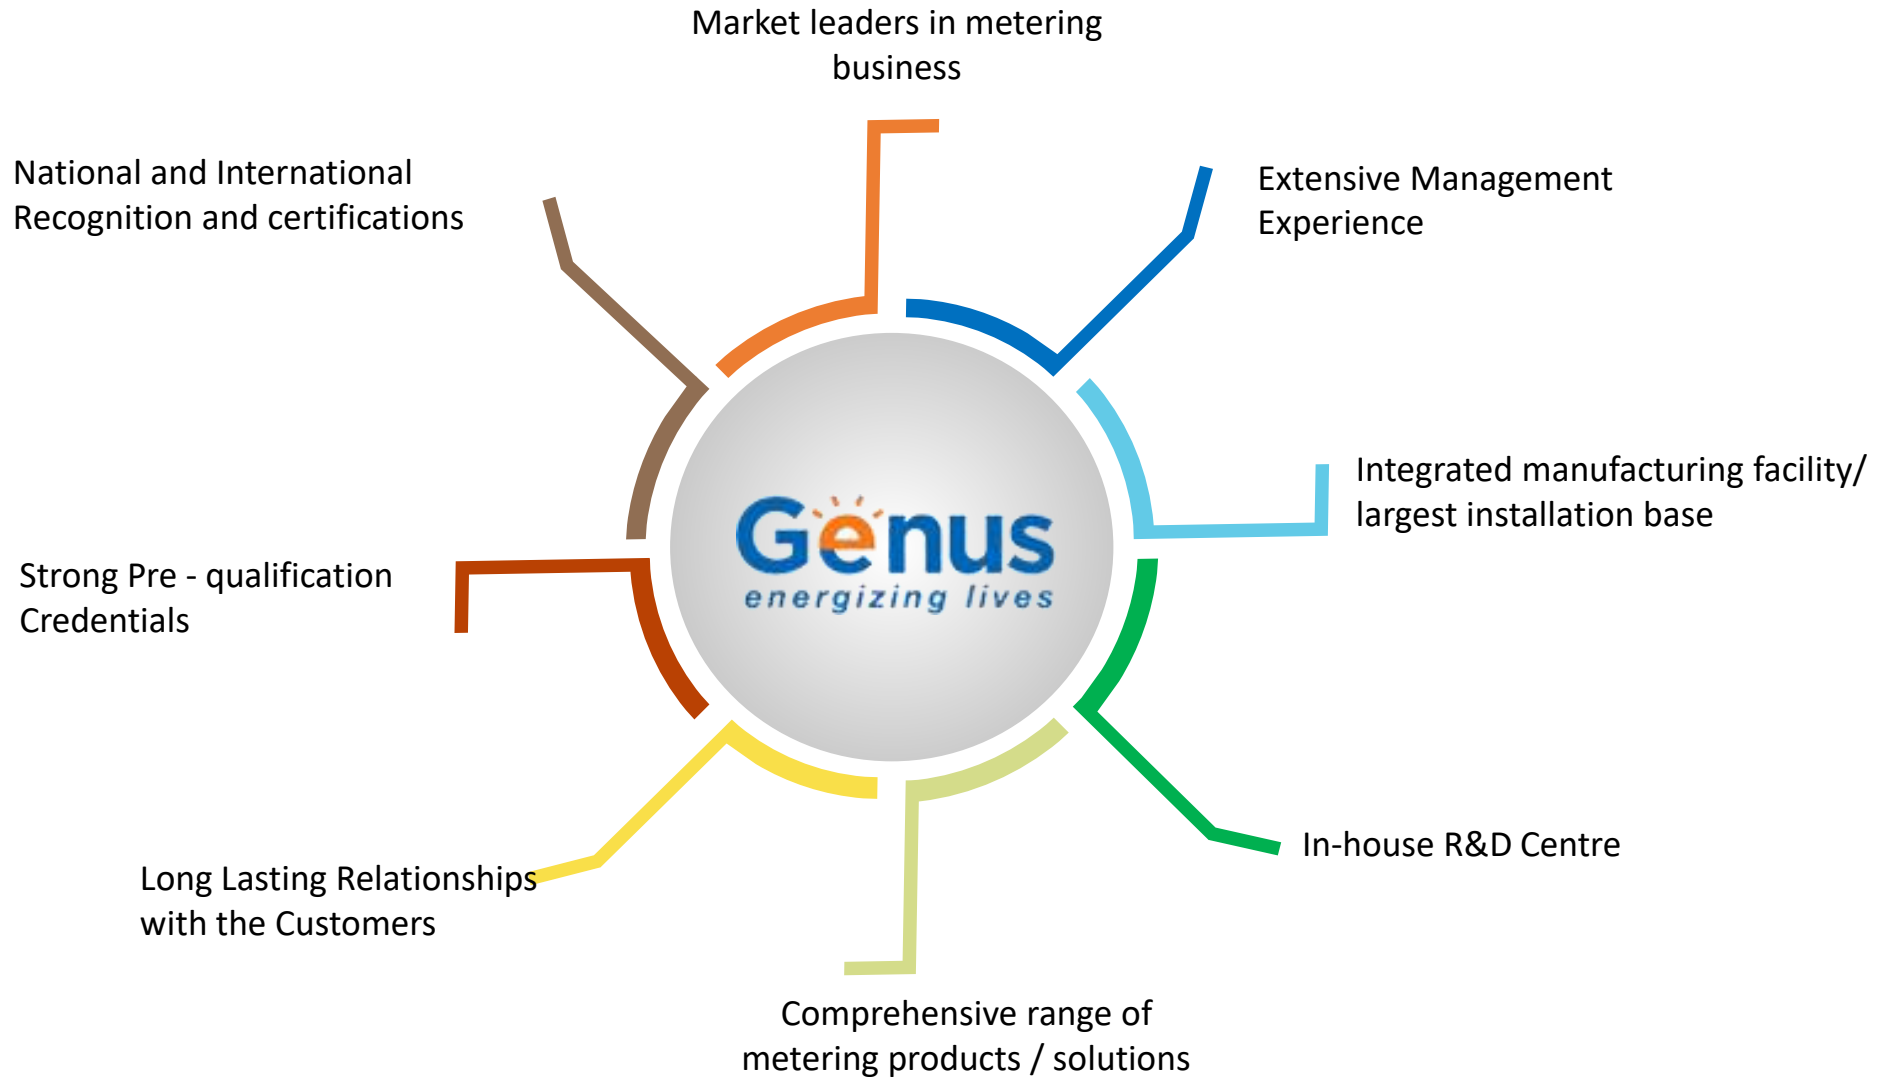 Market leaders in metering
business
National and International
Recognition and certifications
Extensive Management
Experience
Integrated manufacturing facility/
largest installation base
Genus
energizing lives
Strong Pre - qualification
Credentials
In-house R&D Centre
Long Lasting Relationships
with the Customers
Comprehensive range of
metering products / solutions